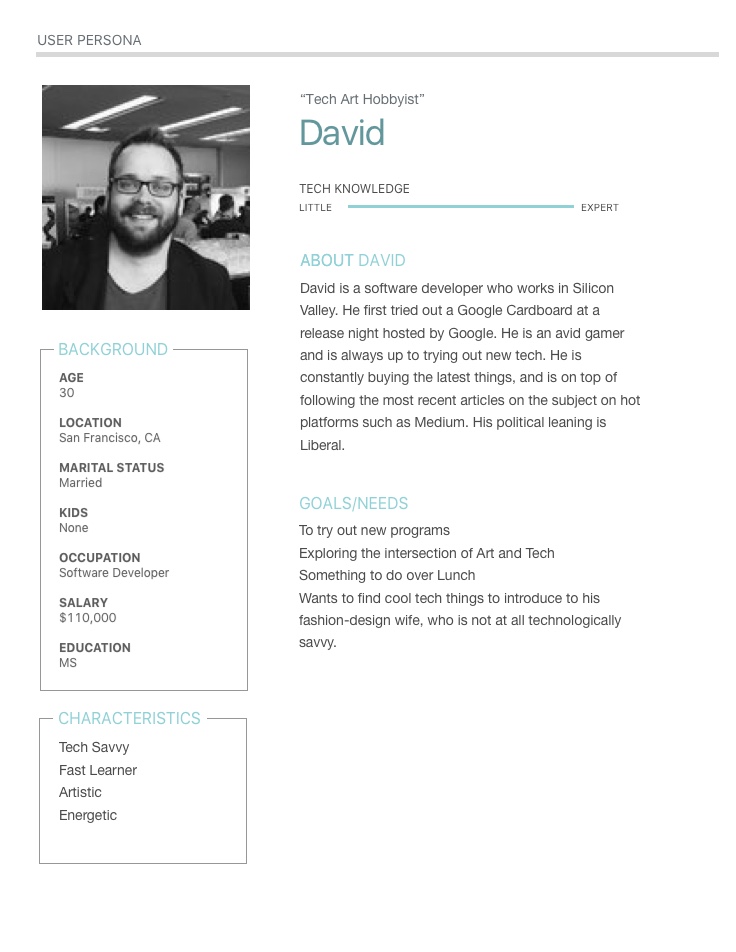 USER PERSONA
“Tech Art Hobbyist”
David
TECH KNOWLEDGE
LITTLE EXPERT
ABOUT DAVID
David is a software developer who works in Silicon
Valley. He first tried out a Google Cardboard at a
release night hosted by Google. He is an avid gamer
and is always up to trying out new tech. He is
constantly buying the latest things, and is on top of
following the most recent articles on the subject on hot
platforms such as Medium. His political leaning is
Liberal.
GOALS/NEEDS
To try out new programs
Exploring the intersection of Art and Tech
Something to do over Lunch
Wants to find cool tech things to introduce to his
fashion-design wife, who is not at all technologically
savvy.
BACKGROUND
AGE
30
LOCATION
San Francisco, CA
MARITAL STATUS
Married
KIDS
None
OCCUPATION
Software Developer
SALARY
$110,000
EDUCATION
MS
CHARACTERISTICS
Tech Savvy
Fast Learner
Artistic
Energetic